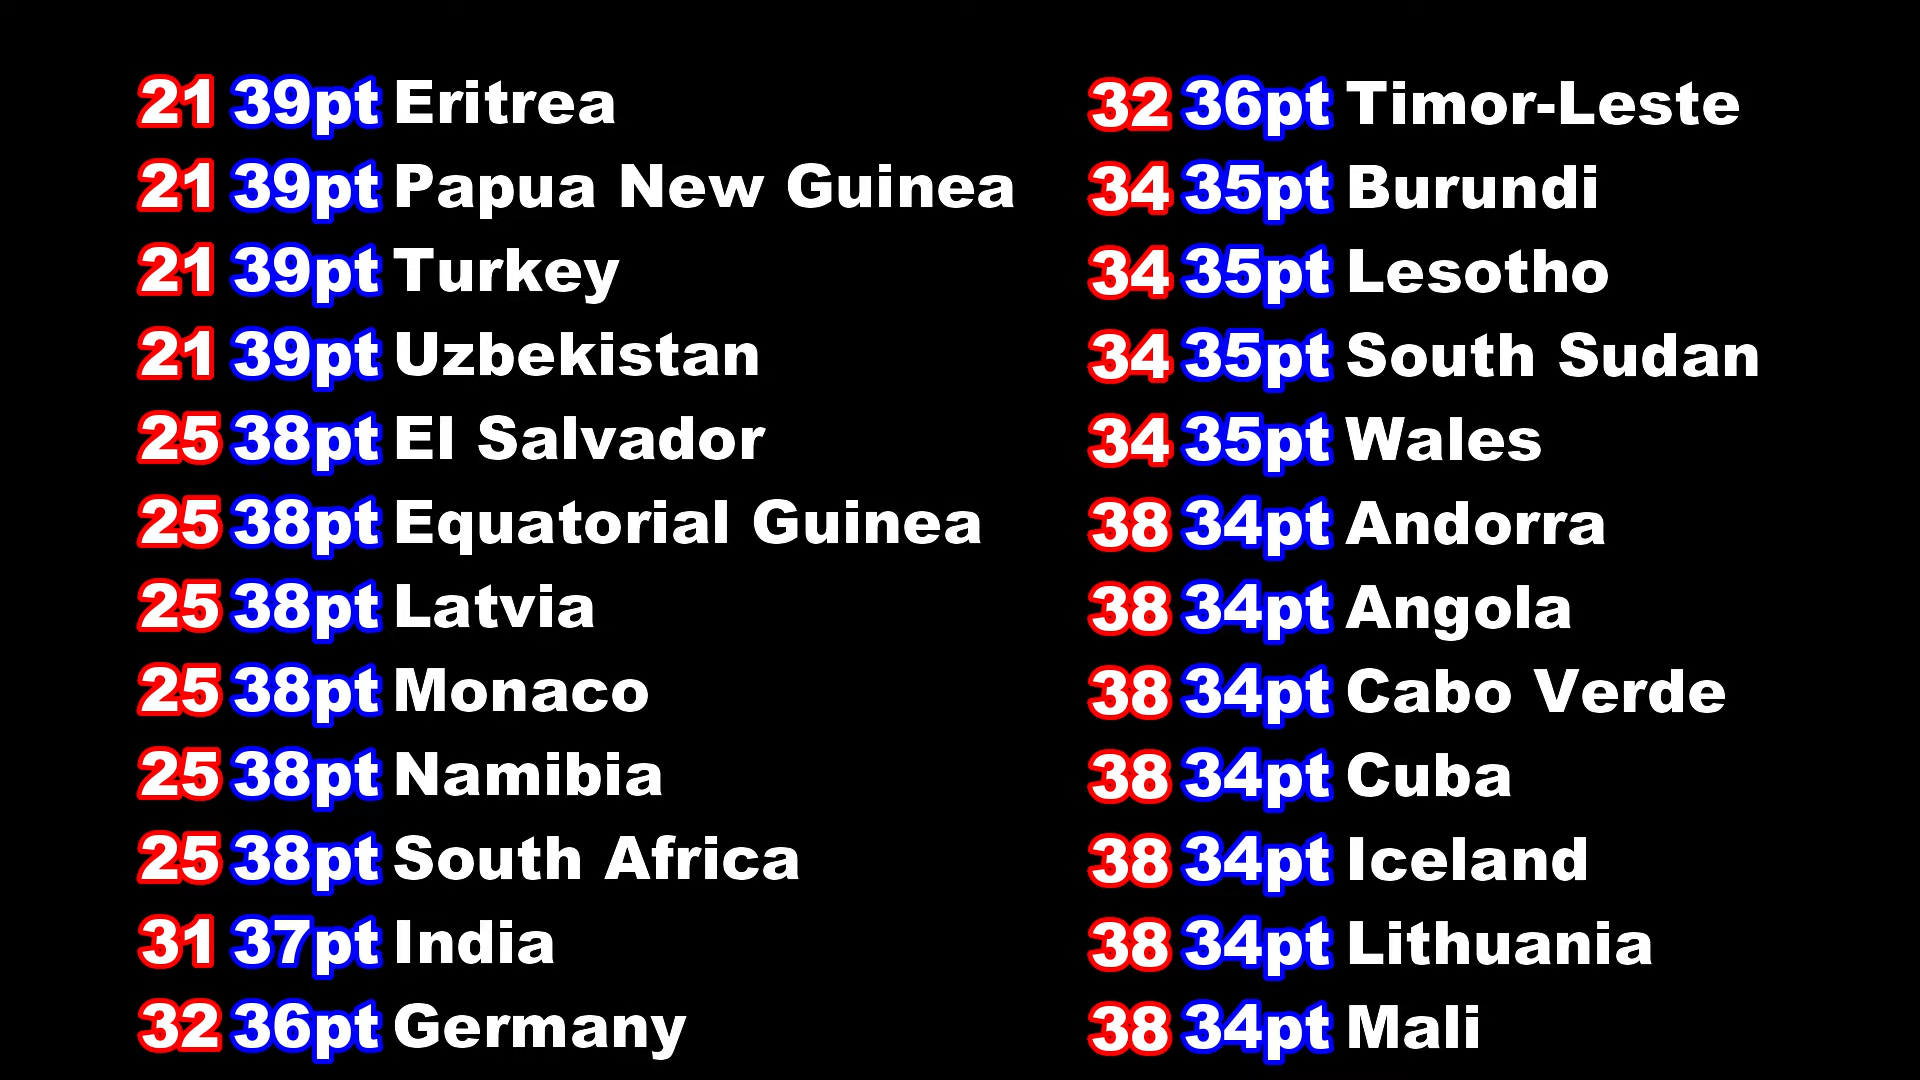 21 39pt Eritrea
21 39pt Papua New Guinea
21 39pt Turkey
21 39pt Uzbekistan
25 38pt El Salvador
25 38pt Equatorial Guinea
25 38pt Latvia
25 38pt Monaco
25 38pt Namibia
25 38pt South Africa
31 37pt India
32 36pt Germany
32 36pt Timor-Leste
34 35pt Burundi
34 35pt Lesotho
34 35pt South Sudan
34 35pt Wales
38 34pt Andorra
38 34pt Angola
38 34pt Cabo Verde
38 34pt Cuba
38 34pt Iceland
38 34pt Lithuania
38 34pt Mali